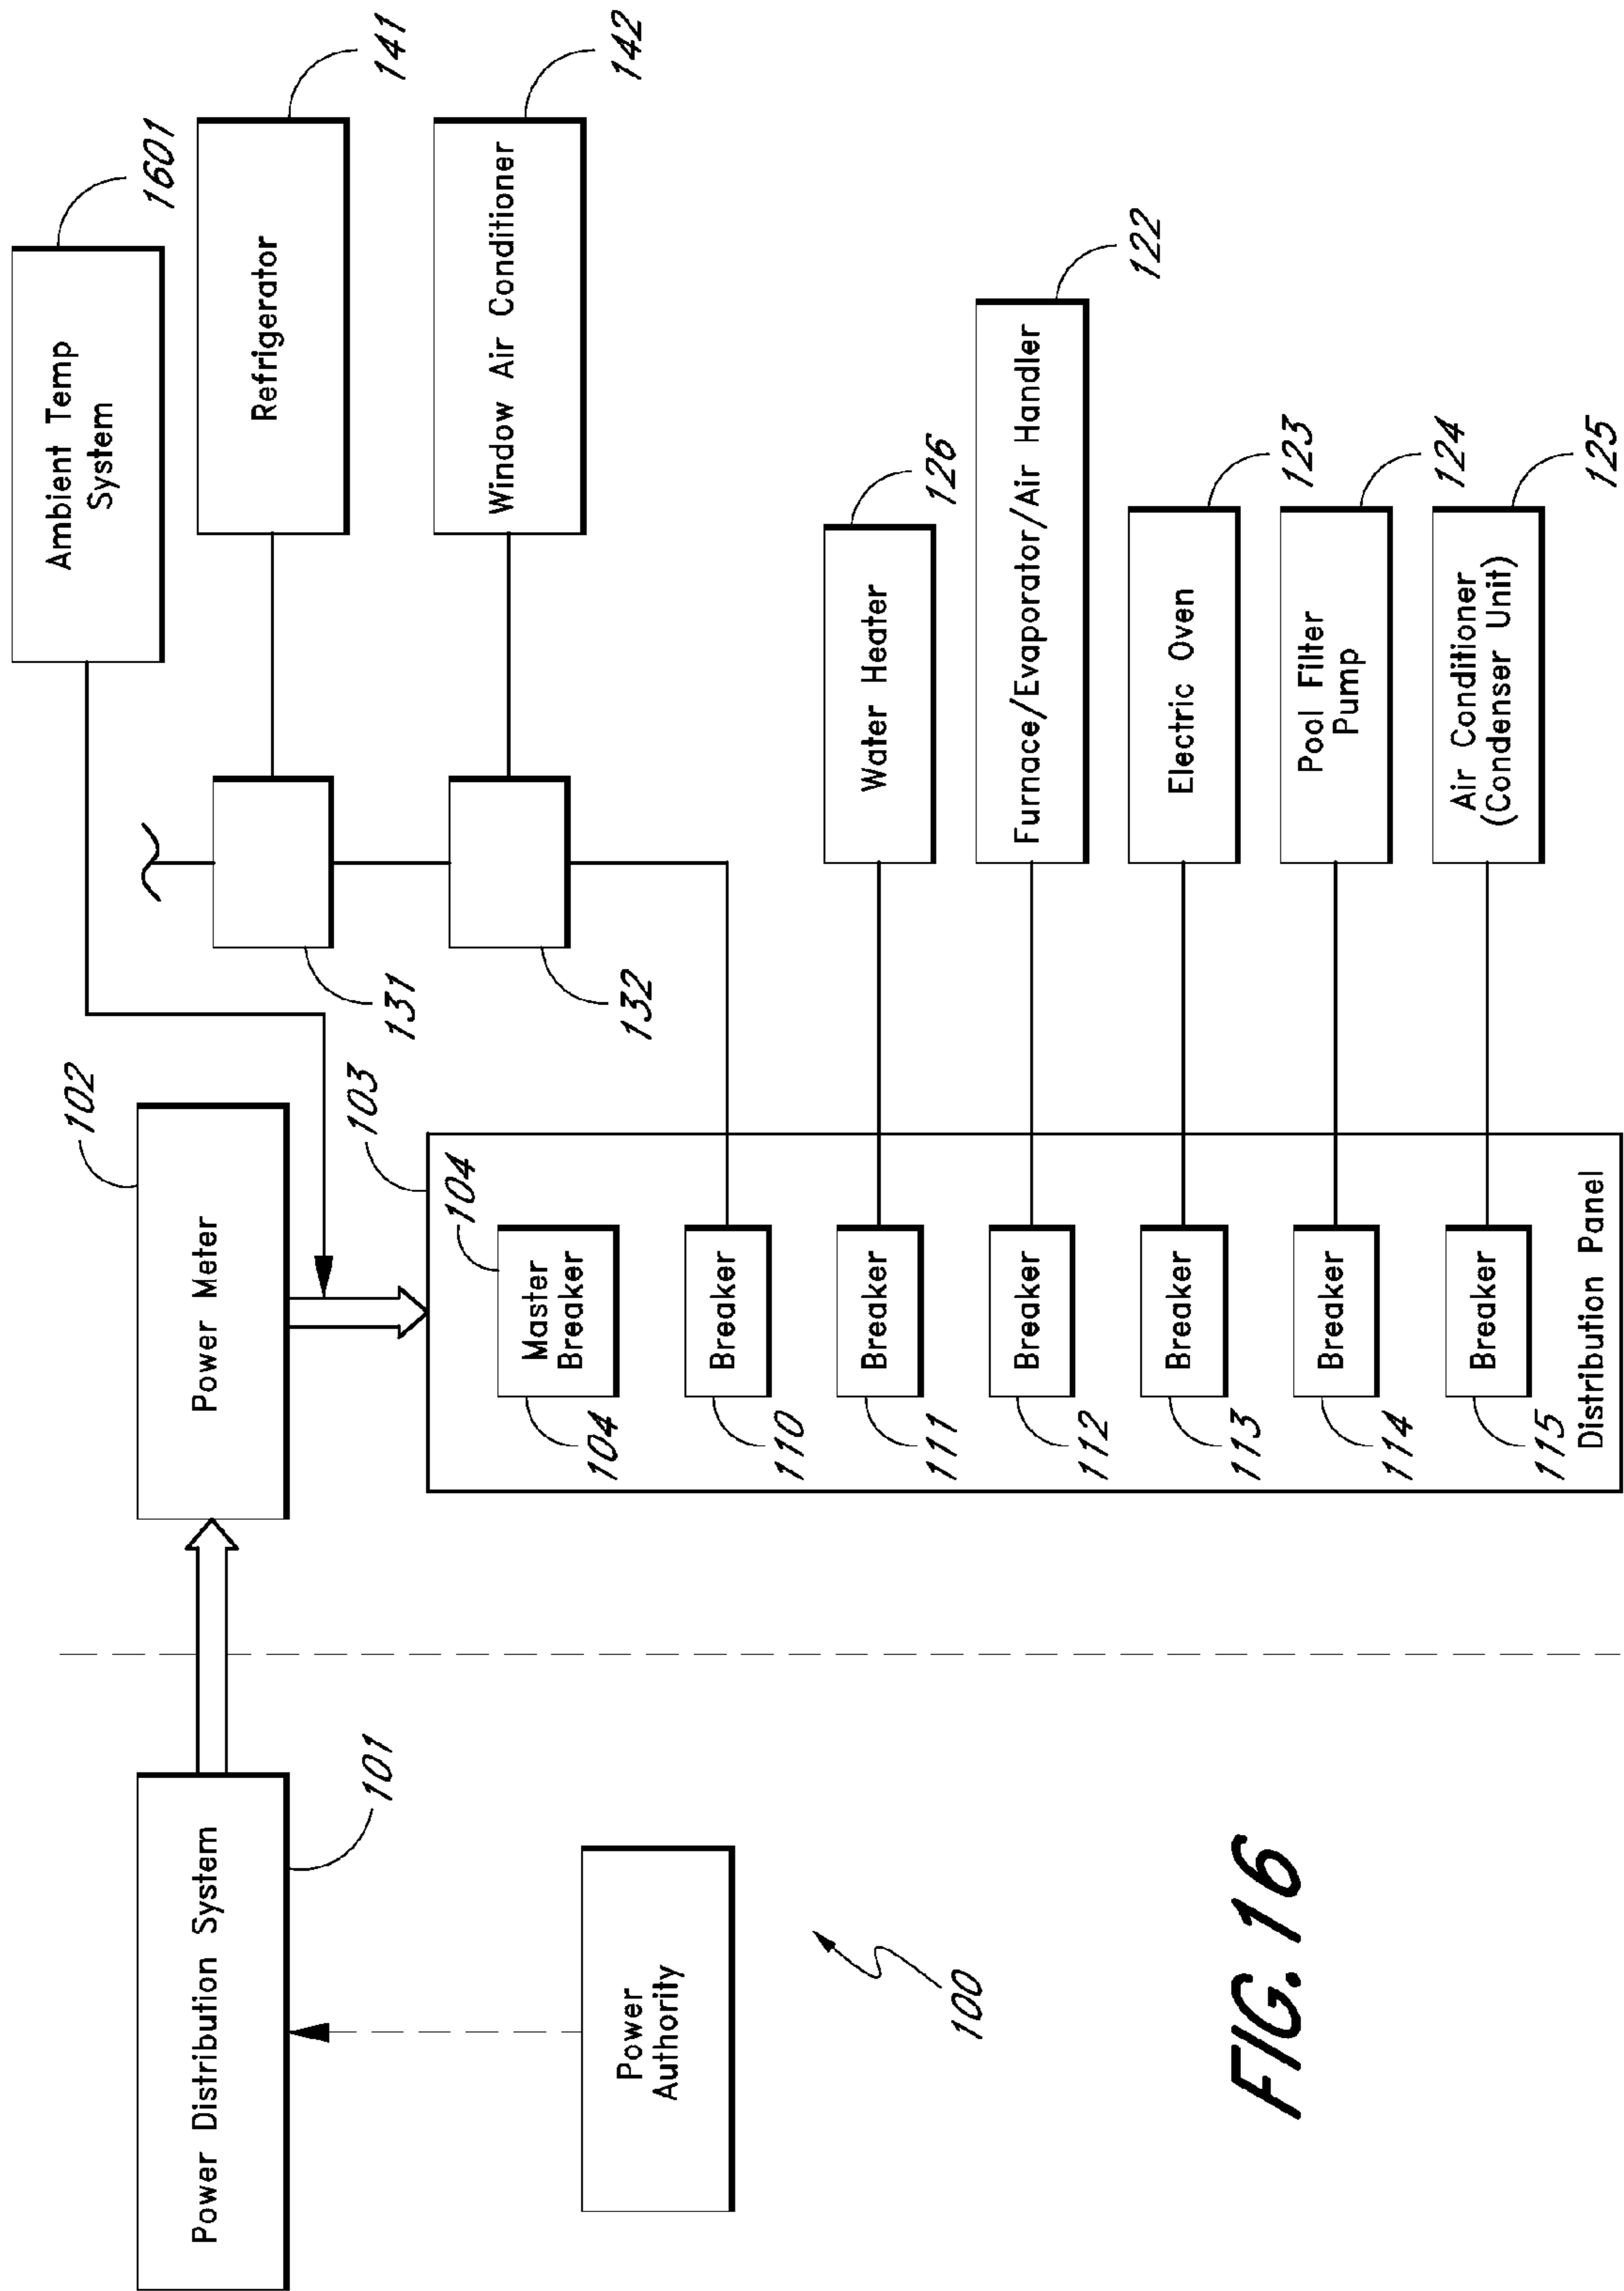 Power Distribution System
101
Power
Authority
100
Power Meter
102
Ambient Temp
System
1601
Refrigerator
141
131
Window Air Conditioner
142
132
103
104
Master
Breaker
104
Breaker
110
Breaker
111
Water Heater
126
Breaker
112
Furnace/Evaporator/Air Handler
122
Breaker
113
Electric Oven
123
Breaker
114
Pool Filter
Pump
124
Breaker
115
Air Conditioner
(Condenser Unit)
125
Distribution Panel
FIG. 16